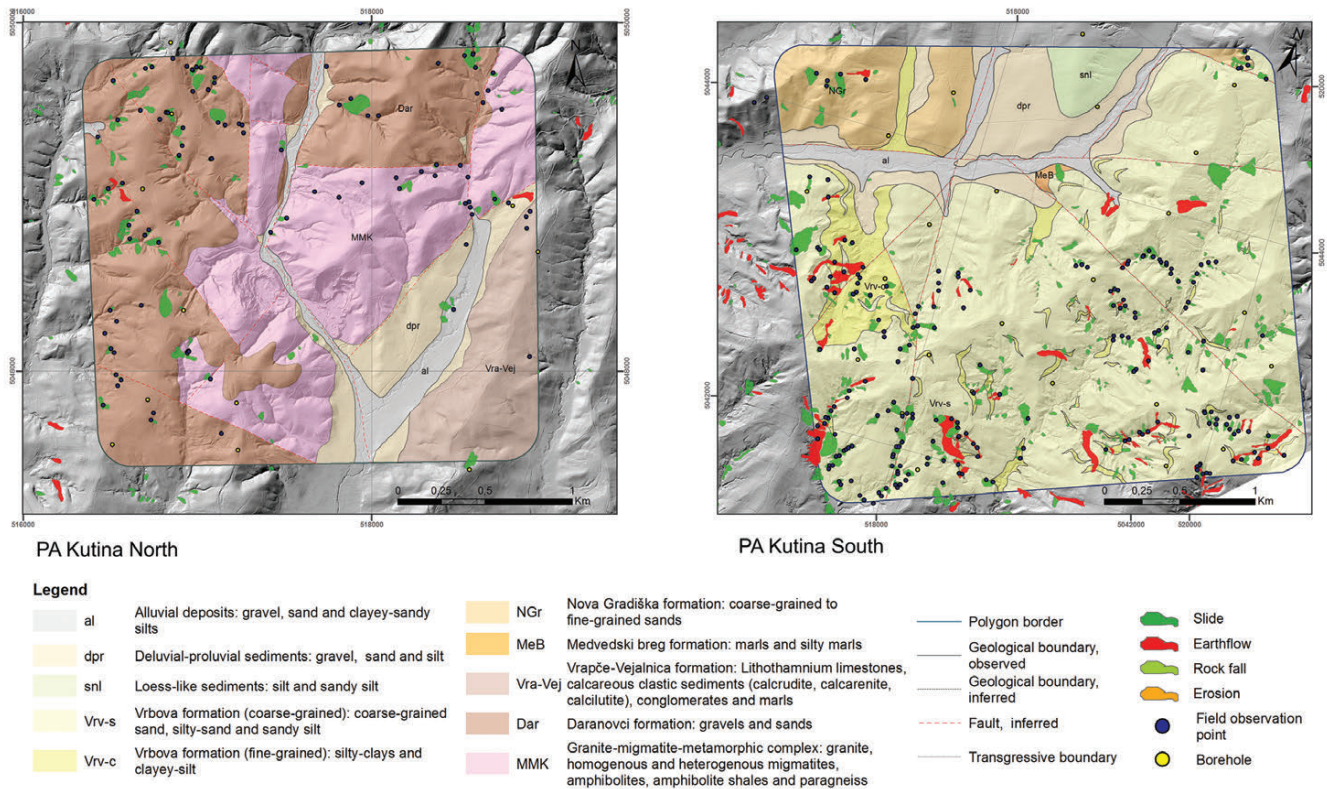 516000
518000
5050000
N
Dar
MMK
dpr
al
Vra-Vej
5048000
0 0,25 0,5 1
Km
516000
518000
PA Kutina North
518000
N
5044000
520000
NGr
snl
dpr
al
MeB
5044000
Vrv-c
5042000
Vrv-s
0 0,25 0,5 1
Km
518000
5042000
520000
PA Kutina South
Legend
al
Alluvial deposits: gravel, sand and clayey-sandy
silts
dpr
Deluvial-proluvial sediments: gravel, sand and silt
snl
Loess-like sediments: silt and sandy silt
Vrv-s
Vrbova formation (coarse-grained): coarse-grained
sand, silty-sand and sandy silt
Vrv-c
Vrbova formation (fine-grained): silty-clays and
clayey-silt
NGr
Nova Gradiška formation: coarse-grained to
fine-grained sands
MeB
Medvedski breg formation: marls and silty marls
Vra-Vej
Vrapče-Vejalnica formation: Lithothamnium limestones,
calcareous clastic sediments (calcrudite, calcarenite,
calcilutite), conglomerates and marls
Dar
Daranovci formation: gravels and sands
MMK
Granite-migmatite-metamorphic complex: granite,
homogenous and heterogenous migmatites,
amphibolites, amphibolite shales and paragneiss
Polygon border
Geological boundary,
observed
Geological boundary,
inferred
Fault, inferred
Transgressive boundary
Slide
Earthflow
Rock fall
Erosion
Field observation
point
Borehole